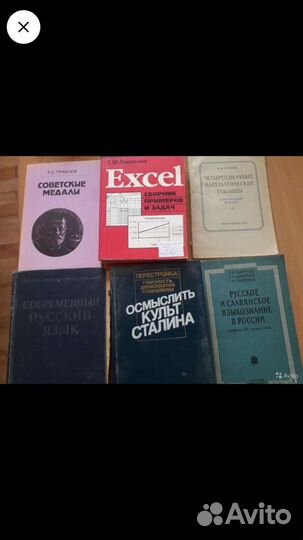 Э.Д. ГРИБАНОВ
СОВЕТСКИЕ
МЕДАЛИ
С.М. Лавренов
Excel
СБОРНИК
ПРИМЕРОВ
И ЗАДАЧ
ЧЕТЫРЕХЗНАЧНЫЕ
МАТЕМАТИЧЕСКИЕ
ТАБЛИЦЫ
СОВРЕМЕННЫЙ
РУССКИЙ
ЯЗЫК
ПЕРЕСТРОЙКА:
ГЛАСНОСТЬ
ДЕМОКРАТИЯ
СОЦИАЛИЗМ
ОСМЫСЛИТЬ
КУЛЬТ
СТАЛИНА
РУССКОЕ
И СЛАВЯНСКОЕ
ЯЗЫКОЗНАНИЕ
В РОССИИ
Avito
Avito